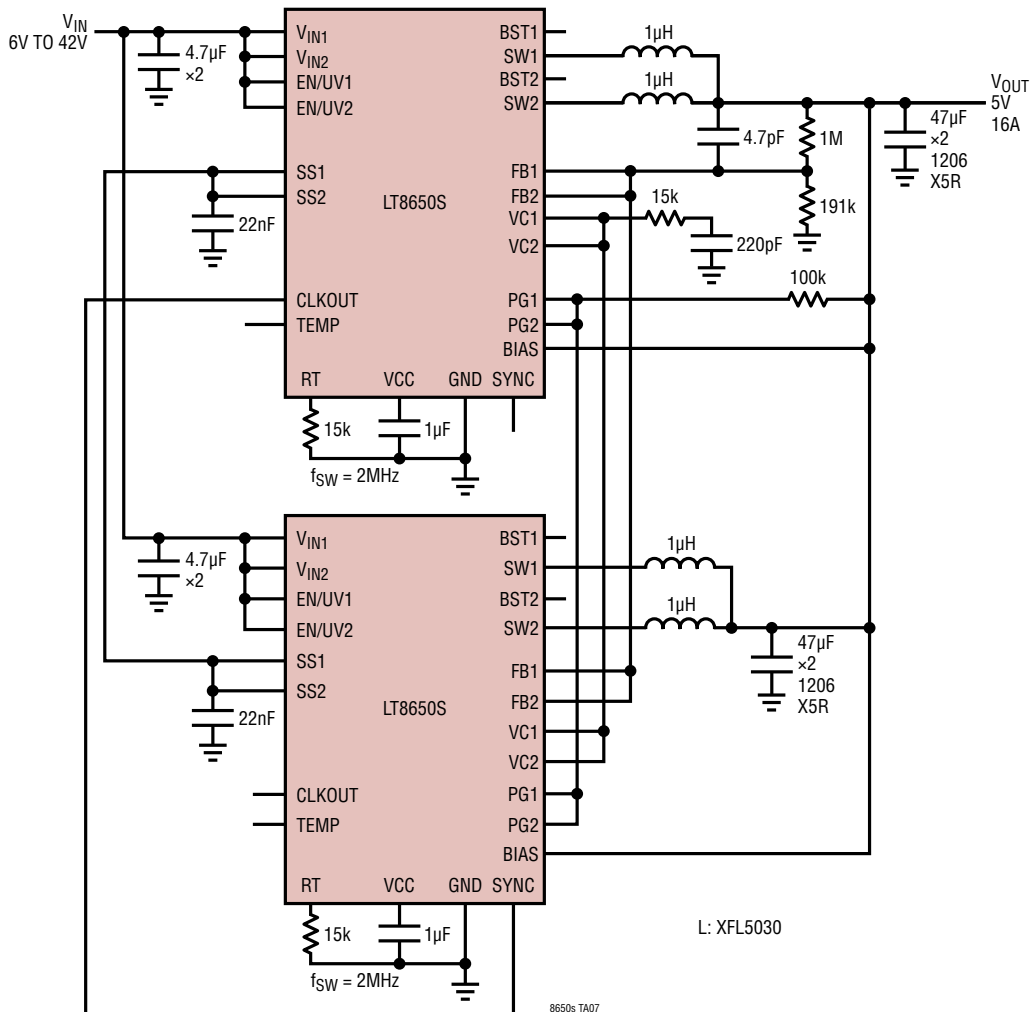 VIN
6V TO 42V
4.7µF
×2
VIN1
VIN2
EN/UV1
EN/UV2
SS1
SS2
22nF
CLKOUT
TEMP
LT8650S
RT
VCC
GND
SYNC
15k
1µF
fSW = 2MHz
BST1
SW1
BST2
SW2
FB1
FB2
VC1
VC2
PG1
PG2
BIAS
1µH
1µH
4.7pF
1M
191k
15k
220pF
100k
VOUT
5V
16A
47µF
×2
1206
X5R
4.7µF
×2
VIN1
VIN2
EN/UV1
EN/UV2
SS1
SS2
22nF
CLKOUT
TEMP
LT8650S
RT
VCC
GND
SYNC
15k
1µF
fSW = 2MHz
BST1
SW1
BST2
SW2
FB1
FB2
VC1
VC2
PG1
PG2
BIAS
1µH
1µH
47µF
×2
1206
X5R
L: XFL5030
8650s TA07